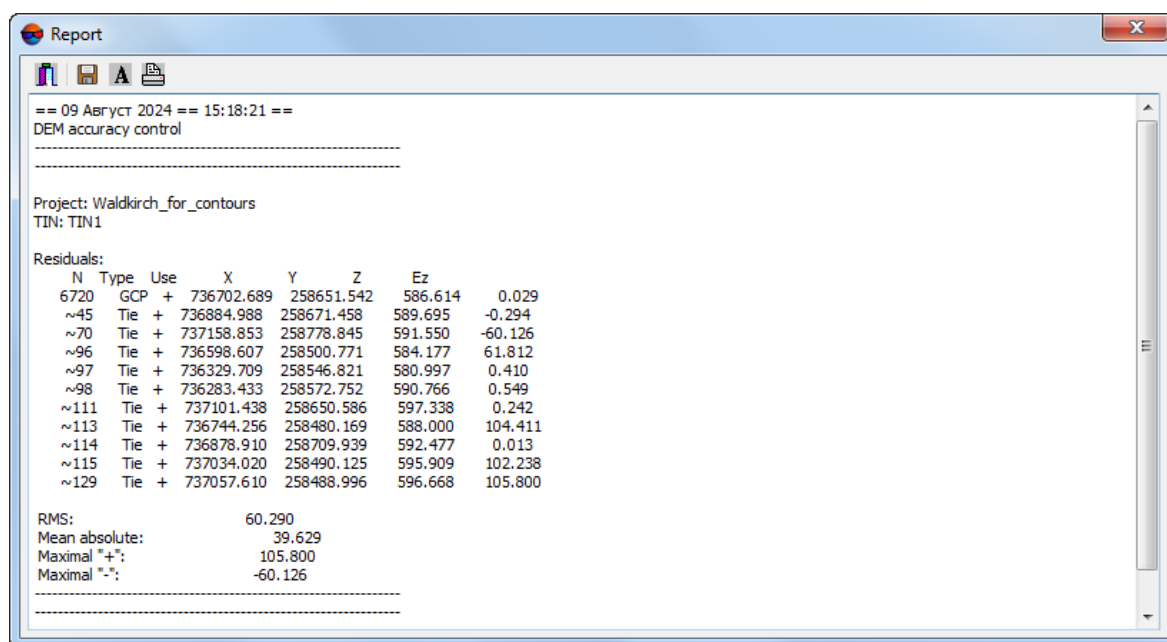 Report
== 09 Август 2024 == 15:18:21 ==
DEM accuracy control
-----------------------------------------------------------------
-----------------------------------------------------------------
Project: Waldkirch_for_contours
TIN: TIN1
Residuals:
N Type Use X Y Z Ez
6720 GCP + 736702.689 258651.542 586.614 0.029
~45 Tie + 736884.988 258671.458 589.695 -0.294
~70 Tie + 737158.853 258778.845 591.550 -60.126
~96 Tie + 736598.607 258500.771 584.177 61.812
~97 Tie + 736329.709 258546.821 580.997 0.410
~98 Tie + 736283.433 258572.752 590.766 0.549
~111 Tie + 737101.438 258650.586 597.338 0.242
~113 Tie + 736744.256 258480.169 588.000 104.411
~114 Tie + 736878.910 258709.939 592.477 0.013
~115 Tie + 737034.020 258490.125 595.909 102.238
~129 Tie + 737057.610 258488.996 596.668 105.800
RMS: 60.290
Mean absolute: 39.629
Maximal "+": 105.800
Maximal "-": -60.126
-----------------------------------------------------------------
-----------------------------------------------------------------